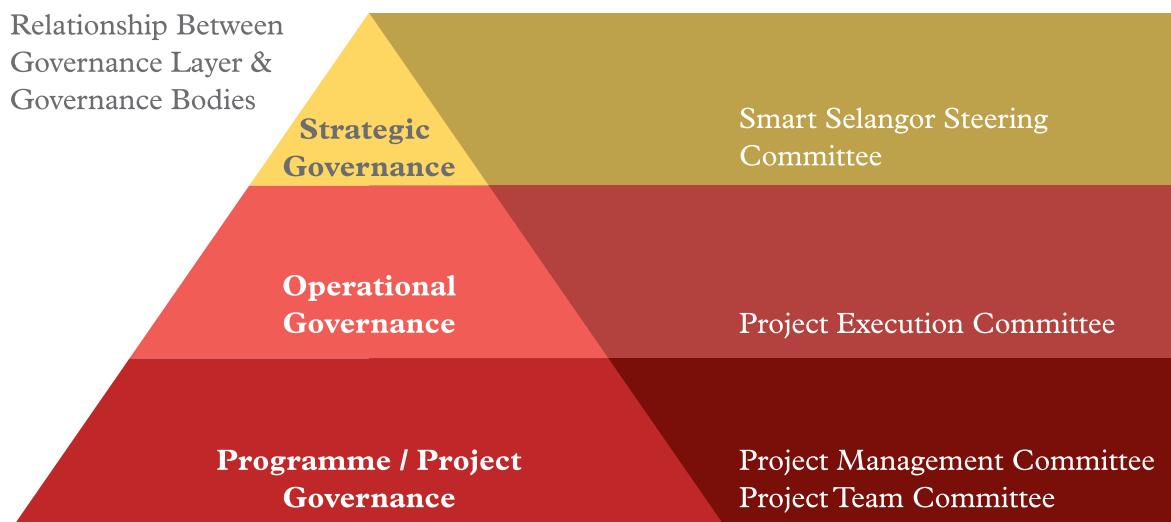 Relationship Between
Governance Layer &
Governance Bodies
Strategic
Governance
Smart Selangor Steering
Committee
Operational
Governance
Project Execution Committee
Programme / Project
Governance
Project Management Committee
Project Team Committee